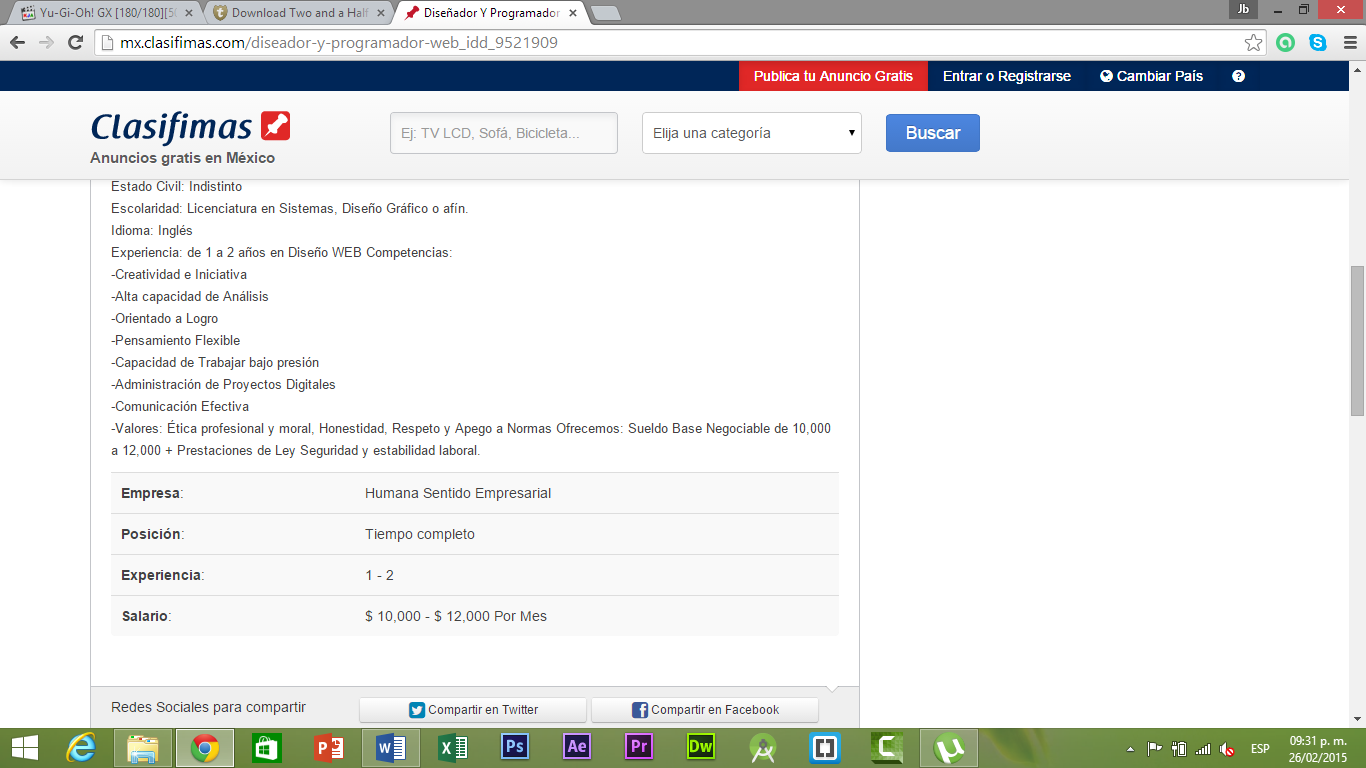 Yu-Gi-Oh! GX [180/180][50
Download Two and a Half
Diseñador Y Programador
Jb
mx.clasifimas.com/diseador-y-programador-web_idd_9521909
Publica tu Anuncio Gratis
Entrar o Registrarse
Cambiar País
?
Clasifimas
Anuncios gratis en México
Ej: TV LCD, Sofá, Bicicleta...
Elija una categoría
Buscar
Estado Civil: Indistinto
Escolaridad: Licenciatura en Sistemas, Diseño Gráfico o afín.
Idioma: Inglés
Experiencia: de 1 a 2 años en Diseño WEB Competencias:
-Creatividad e Iniciativa
-Alta capacidad de Análisis
-Orientado a Logro
-Pensamiento Flexible
-Capacidad de Trabajar bajo presión
-Administración de Proyectos Digitales
-Comunicación Efectiva
-Valores: Ética profesional y moral, Honestidad, Respeto y Apego a Normas Ofrecemos: Sueldo Base Negociable de 10,000
a 12,000 + Prestaciones de Ley Seguridad y estabilidad laboral.
Empresa: Humana Sentido Empresarial
Posición: Tiempo completo
Experiencia: 1 - 2
Salario: $ 10,000 - $ 12,000 Por Mes
Redes Sociales para compartir
Compartir en Twitter
Compartir en Facebook
Ps
Ae
Pr
Dw
ESP
09:31 p. m.
26/02/2015